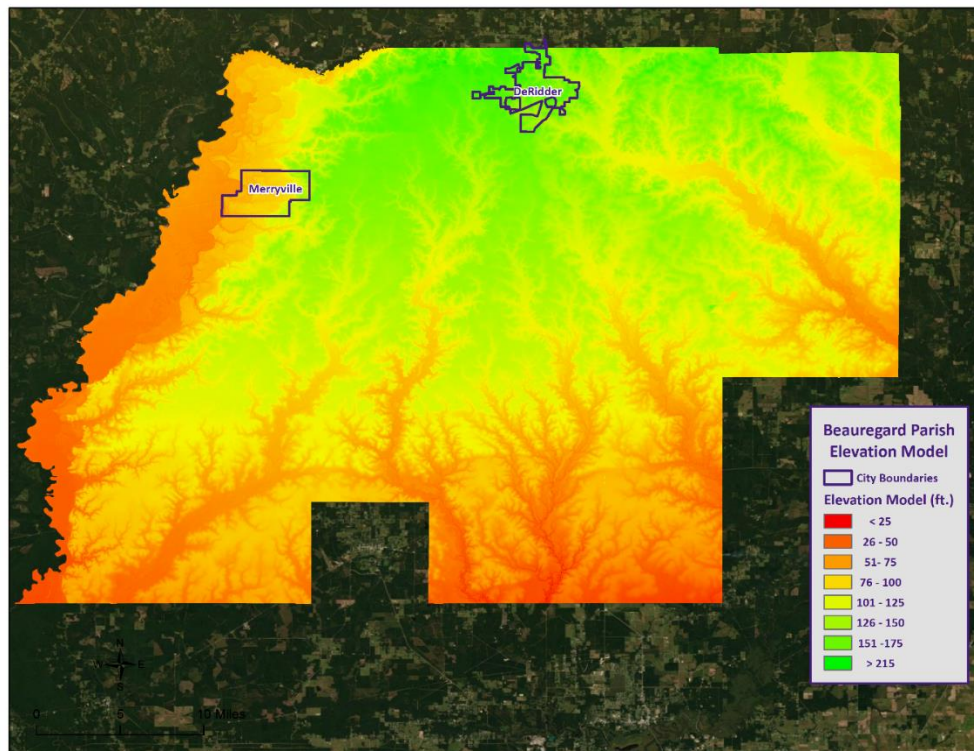 DeRidder
Merryville
Beauregard Parish
Elevation Model
City Boundaries
Elevation Model (ft.)
< 25
26 - 50
51- 75
76 - 100
101 - 125
126 - 150
151 -175
> 215
N
W E
S
0 5 10 Miles